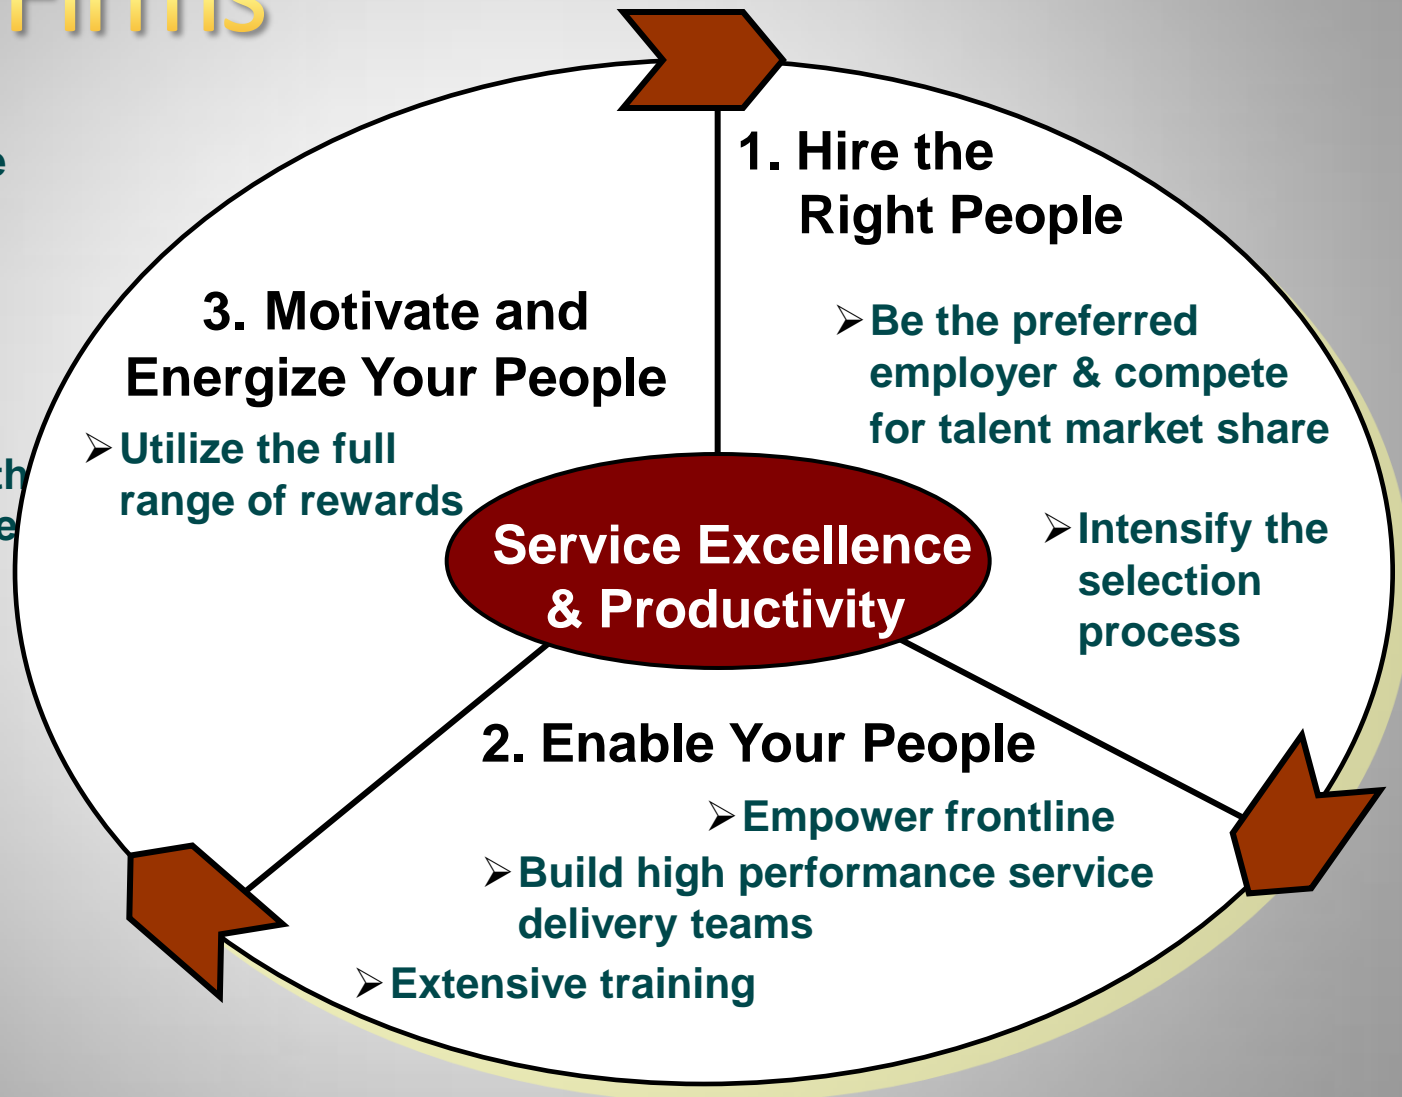 Firms
1. Hire the
Right People
➢ Be the preferred
employer & compete
for talent market share
➢ Intensify the
selection
process
3. Motivate and
Energize Your People
➢ Utilize the full
range of rewards
Service Excellence
& Productivity
2. Enable Your People
➢ Empower frontline
➢ Build high performance service
delivery teams
➢ Extensive training